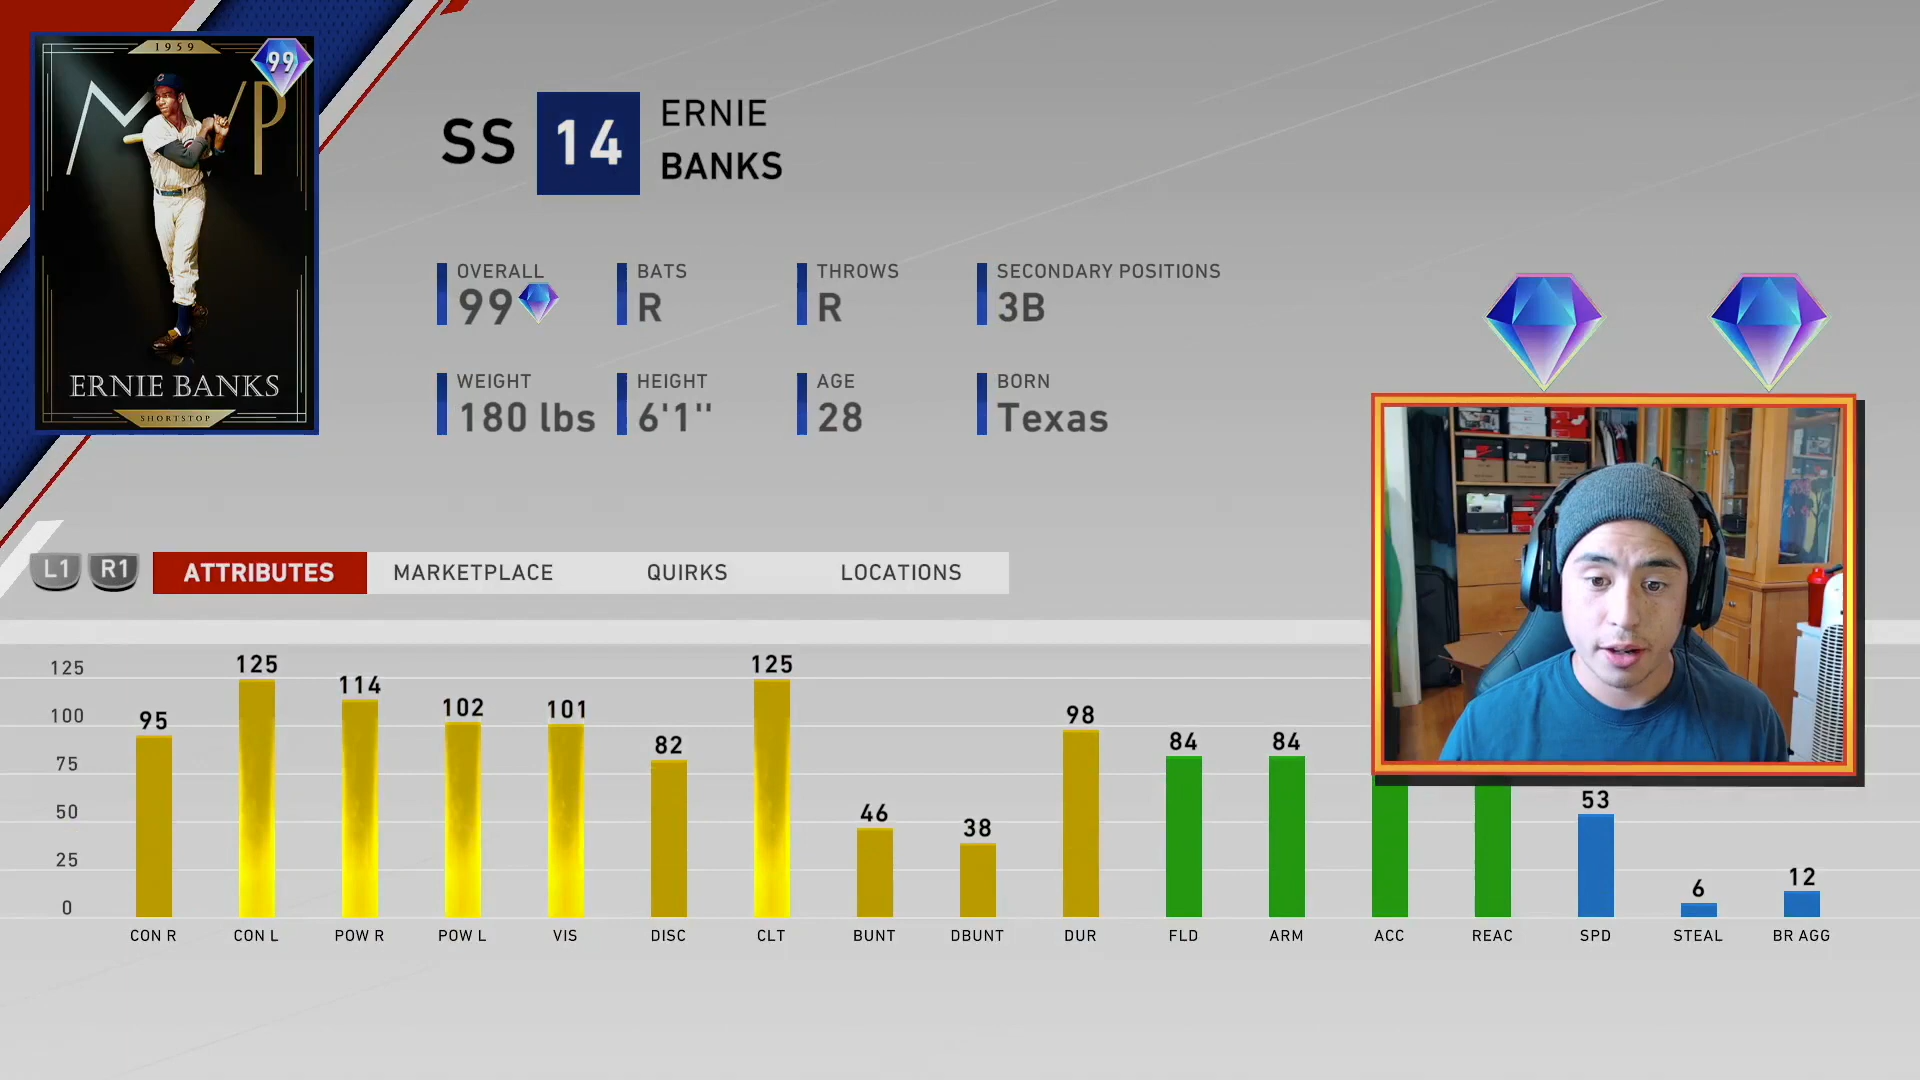 1959
99
MVP
ERNIE BANKS
SHORTSTOP
SS
14
ERNIE
BANKS
OVERALL
99
BATS
R
THROWS
R
SECONDARY POSITIONS
3B
WEIGHT
180 lbs
HEIGHT
6'1''
AGE
28
BORN
Texas
L1
R1
ATTRIBUTES
MARKETPLACE
QUIRKS
LOCATIONS
125
100
75
50
25
0
95
125
114
102
101
82
125
46
38
98
84
84
53
6
12
CON R
CON L
POW R
POW L
VIS
DISC
CLT
BUNT
DBUNT
DUR
FLD
ARM
ACC
REAC
SPD
STEAL
BR AGG